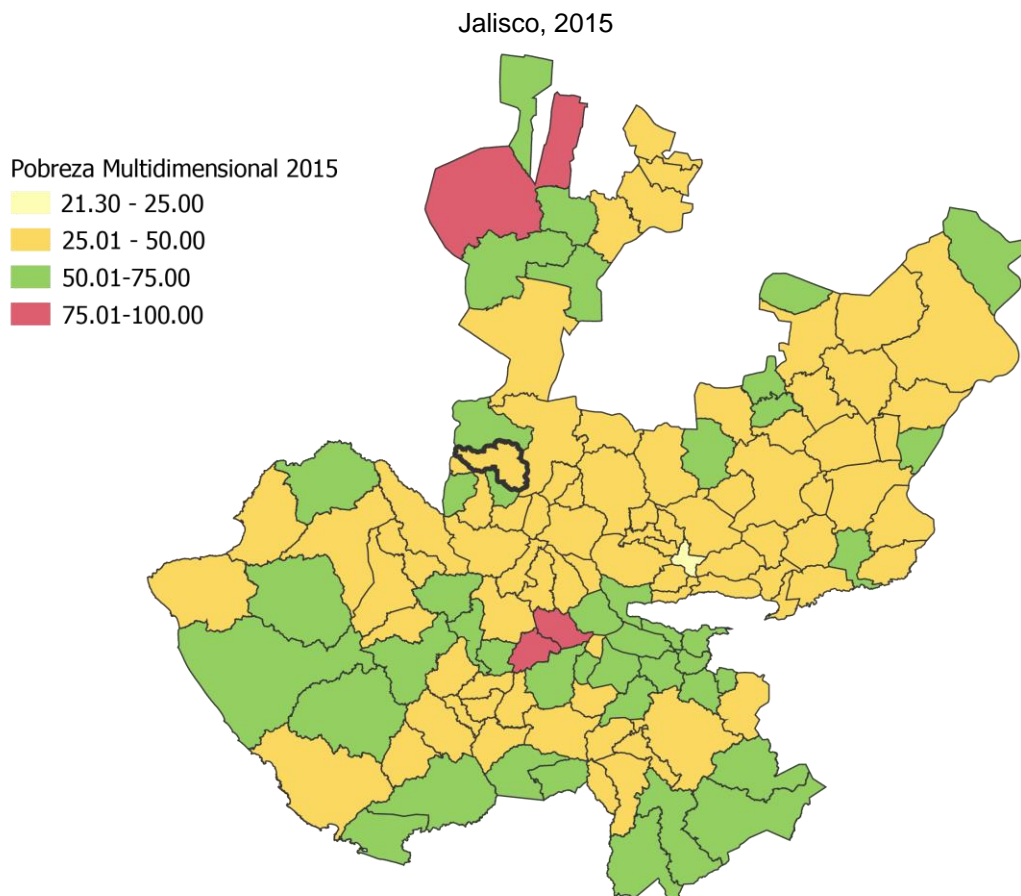 Jalisco, 2015
Pobreza Multidimensional 2015
21.30 - 25.00
25.01 - 50.00
50.01-75.00
75.01-100.00